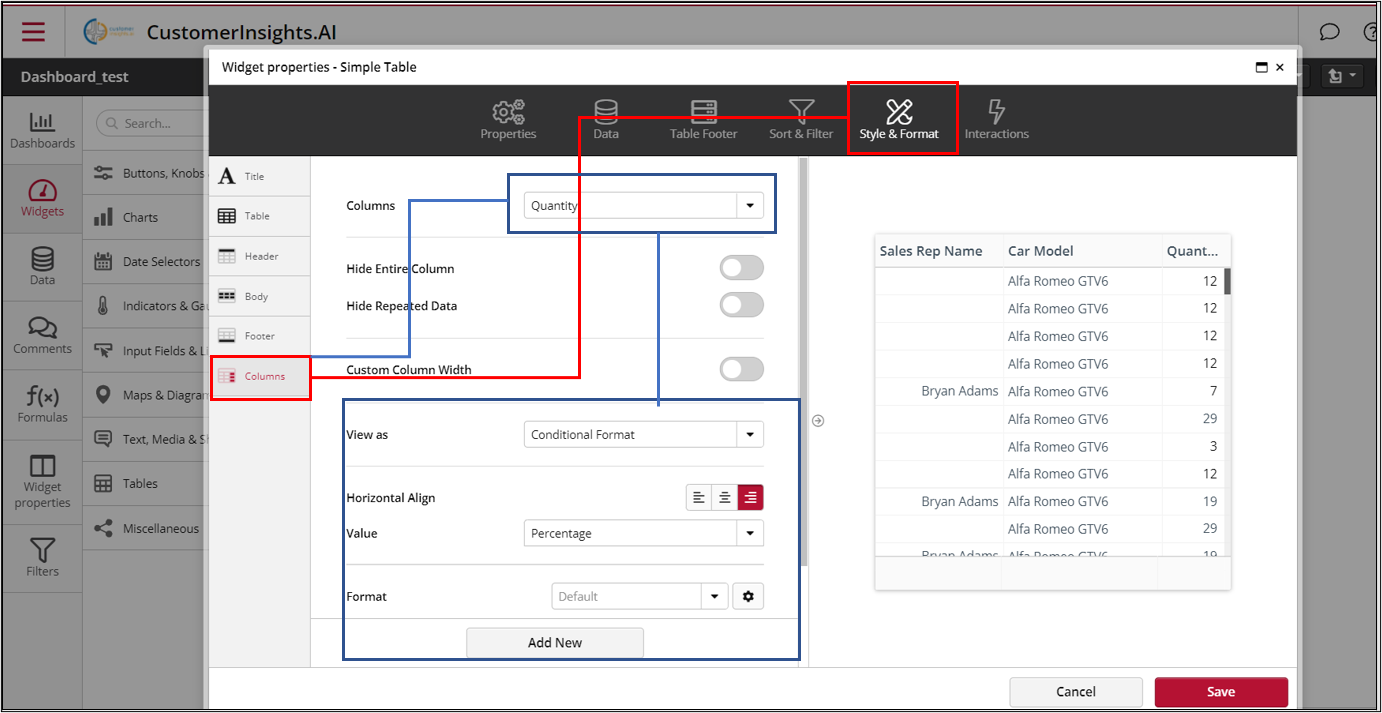 CustomerInsights.AI
Dashboard_test
Widget properties - Simple Table
Properties
Data
Table Footer
Sort & Filter
Style & Format
Interactions
Dashboards
Widgets
Data
Comments
Formulas
Widget
properties
Filters
Search...
Buttons, Knobs
Charts
Date Selectors
Indicators & Ga
Input Fields & Li
Maps & Diagran
Text, Media & S
Tables
Miscellaneous
Title
Table
Header
Body
Footer
Columns
Columns
Quantity
Hide Entire Column
Hide Repeated Data
Custom Column Width
View as
Conditional Format
Horizontal Align
Value
Percentage
Format
Default
Add New
Sales Rep Name Car Model Quant...
Alfa Romeo GTV6 12
Alfa Romeo GTV6 12
Alfa Romeo GTV6 12
Alfa Romeo GTV6 12
Bryan Adams Alfa Romeo GTV6 7
Alfa Romeo GTV6 29
Alfa Romeo GTV6 3
Alfa Romeo GTV6 12
Bryan Adams Alfa Romeo GTV6 19
Alfa Romeo GTV6 29
Bryan Adams Alfa Romeo GTV6 19
Cancel
Save